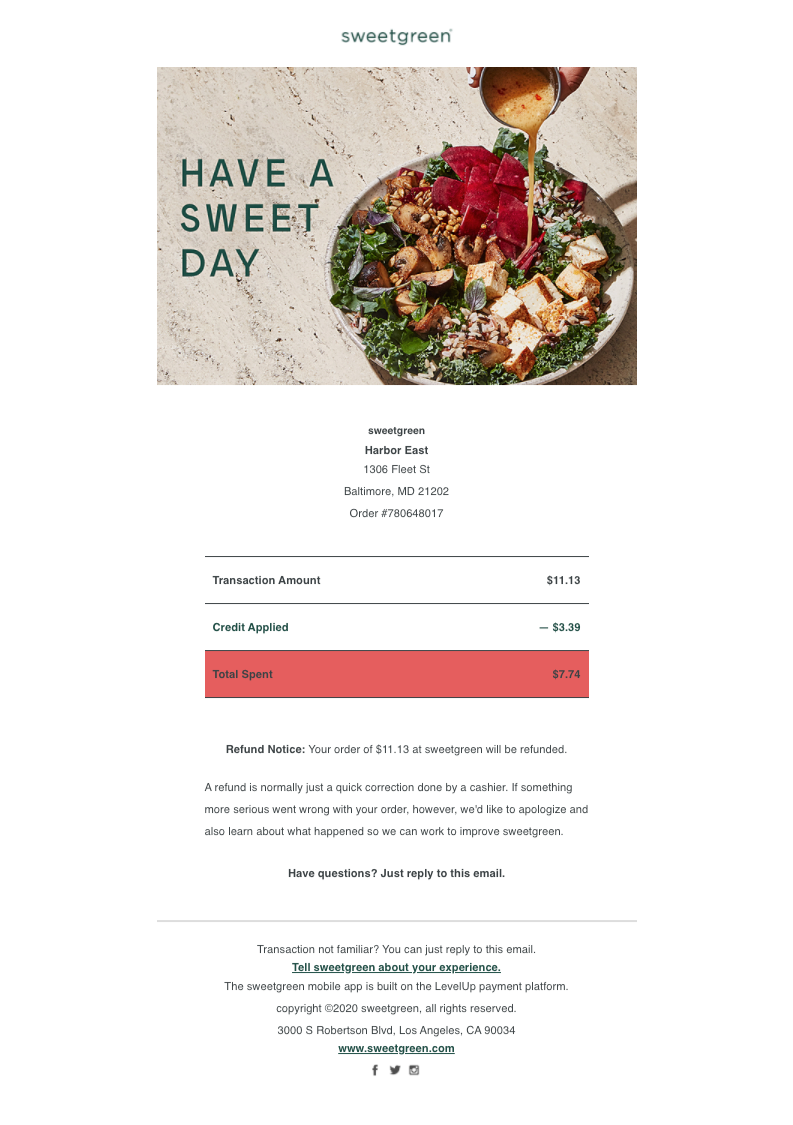 sweetgreen
HAVE A
SWEET
DAY
sweetgreen
Harbor East
1306 Fleet St
Baltimore, MD 21202
Order #780648017
Transaction Amount $11.13
Credit Applied — $3.39
Total Spent $7.74
Refund Notice: Your order of $11.13 at sweetgreen will be refunded.
A refund is normally just a quick correction done by a cashier. If something
more serious went wrong with your order, however, we'd like to apologize and
also learn about what happened so we can work to improve sweetgreen.
Have questions? Just reply to this email.
Transaction not familiar? You can just reply to this email.
Tell sweetgreen about your experience.
The sweetgreen mobile app is built on the LevelUp payment platform.
copyright ©2020 sweetgreen, all rights reserved.
3000 S Robertson Blvd, Los Angeles, CA 90034
www.sweetgreen.com